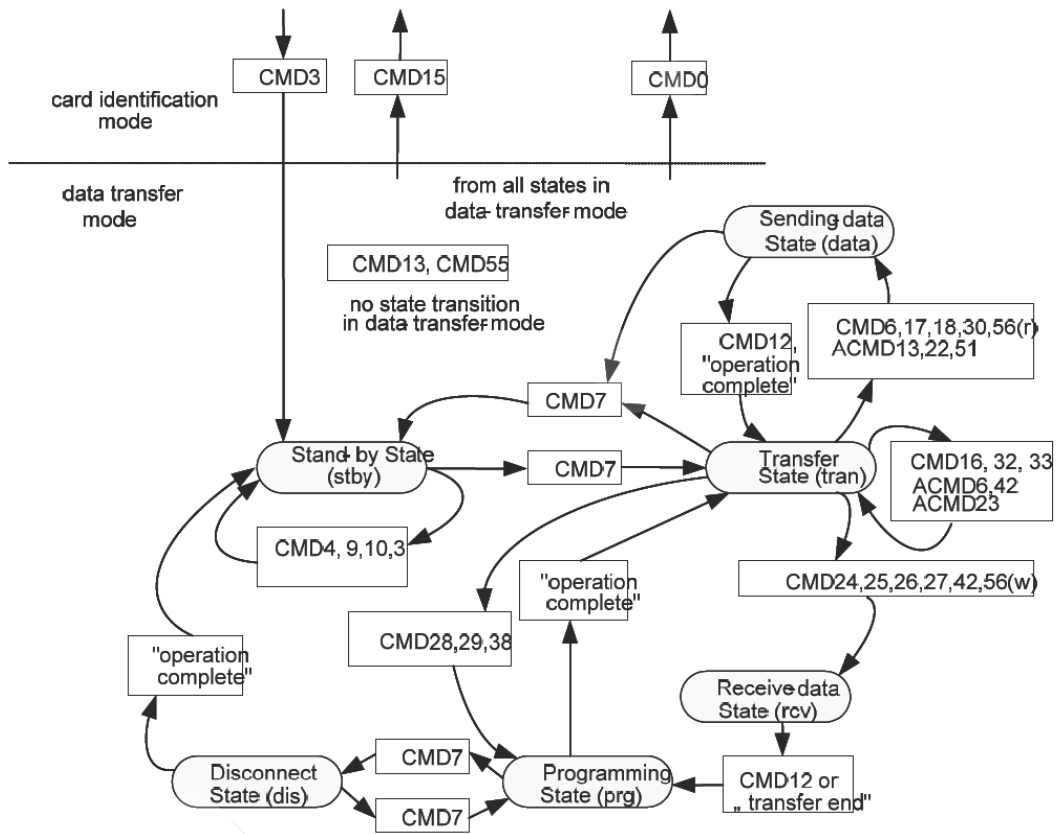 CMD3
CMD15
CMD0
card identification
mode
data transfer
mode
from all states in
data-transfer-mode
Sending-data
State (data)
CMD13, CMD55
no state transition
in data transfer mode
CMD6,17,18,30,56(r)
ACMD13,22,51
CMD12,
"operation
complete"
CMD7
Stand-by State
(stby)
CMD7
Transfer
State (tran)
CMD16, 32, 33
ACMD6,42
ACMD23
CMD4, 9,10,3
"operation
complete"
CMD24,25,26,27,42,56(w)
CMD28,29,38
"operation
complete"
Receive-data
State (rcv)
CMD7
Disconnect
State (dis)
Programming
State (prg)
CMD12 or
„ transfer end"
CMD7